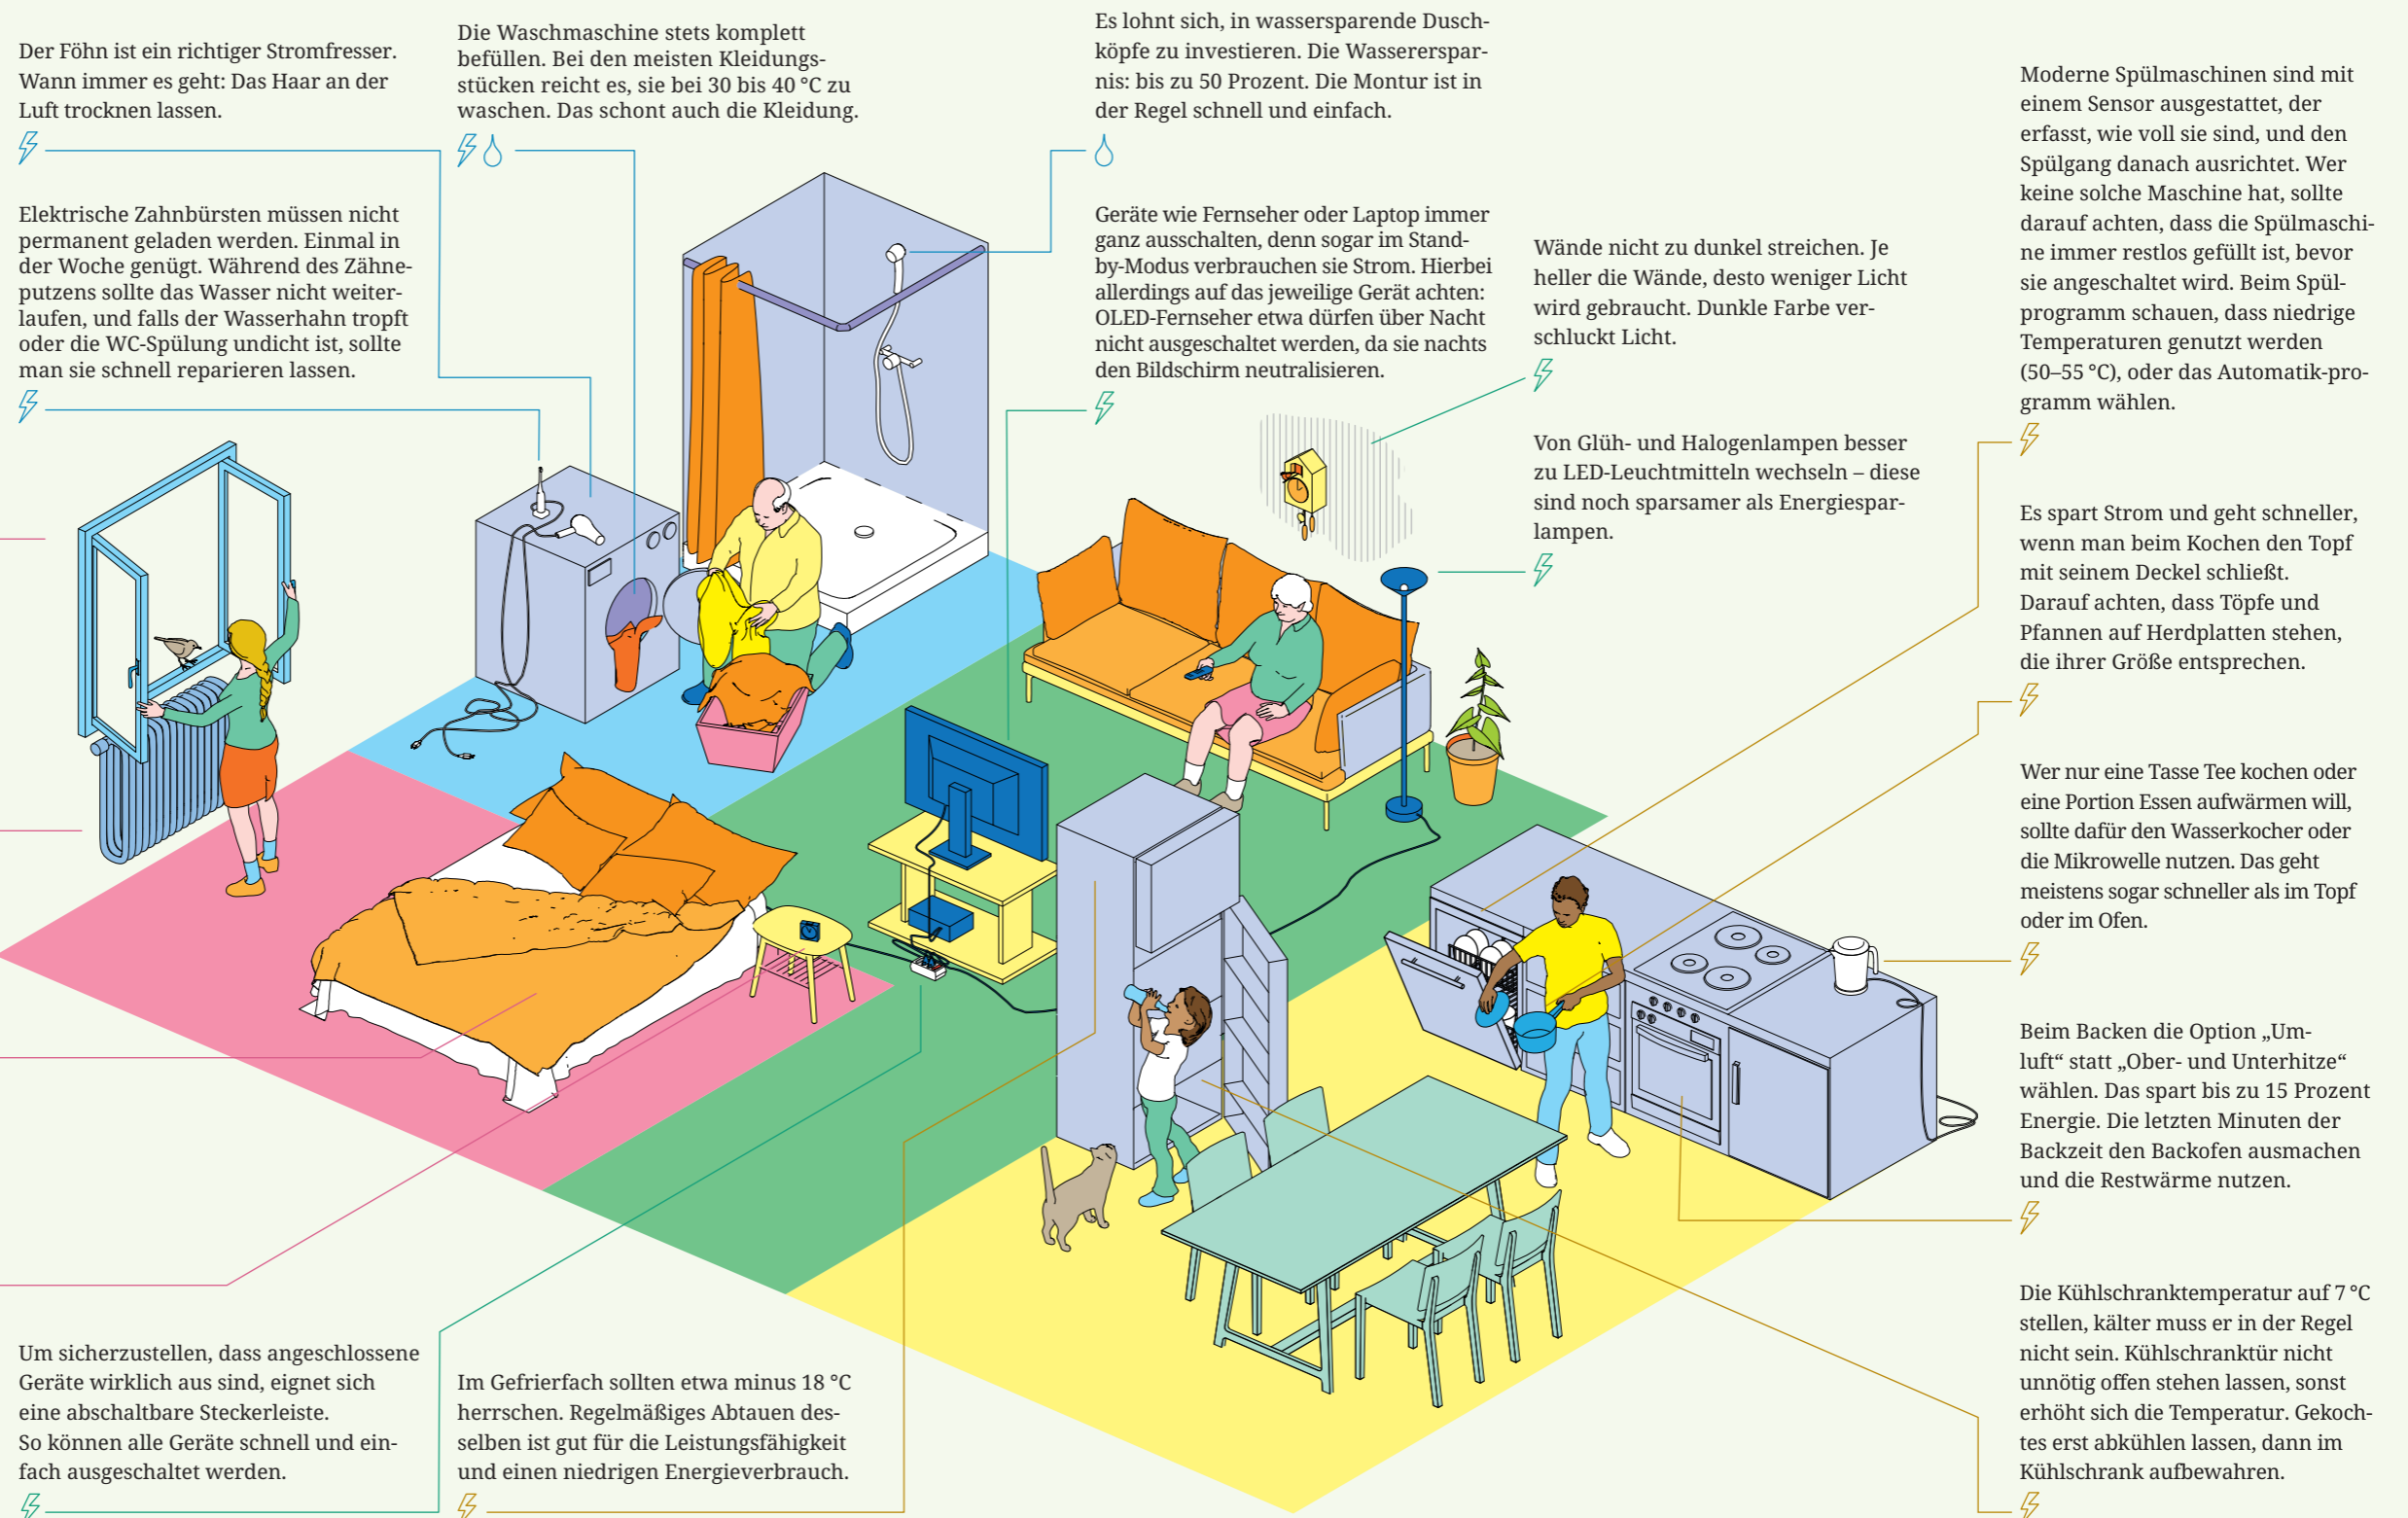 Der Föhn ist ein richtiger Stromfresser.
Wann immer es geht: Das Haar an der
Luft trocknen lassen.
Elektrische Zahnbürsten müssen nicht
permanent geladen werden. Einmal in
der Woche genügt. Während des Zähne-
putzens sollte das Wasser nicht weiter-
laufen, und falls der Wasserhahn tropft
oder die WC-Spülung undicht ist, sollte
man sie schnell reparieren lassen.
Die Waschmaschine stets komplett
befüllen. Bei den meisten Kleidungs-
stücken reicht es, sie bei 30 bis 40 °C zu
waschen. Das schont auch die Kleidung.
Es lohnt sich, in wassersparende Dusch-
köpfe zu investieren. Die Wasserersparnis-
nis: bis zu 50 Prozent. Die Montur ist in
der Regel schnell und einfach.
Geräte wie Fernseher oder Laptop immer
ganz ausschalten, denn sogar im Stand-
by-Modus verbrauchen sie Strom. Hierbei
allerdings auf das jeweilige Gerät achten:
OLED-Fernseher etwa dürfen über Nacht
nicht ausgeschaltet werden, da sie nachts
den Bildschirm neutralisieren.
Wände nicht zu dunkel streichen. Je
heller die Wände, desto weniger Licht
wird gebraucht. Dunkle Farbe ver-
schluckt Licht.
Von Glüh- und Halogenlampen besser
zu LED-Leuchtmitteln wechseln – diese
sind noch sparsamer als Energiespar-
lampen.
Moderne Spülmaschinen sind mit
einem Sensor ausgestattet, der
erfasst, wie voll sie sind, und den
Spülgang danach ausrichtet. Wer
keine solche Maschine hat, sollte
darauf achten, dass die Spülmaschi-
ne immer restlos gefüllt ist, bevor
sie angeschaltet wird. Beim Spül-
programm schauen, dass niedrige
Temperaturen genutzt werden
(50–55 °C), oder das Automatik-pro-
gramm wählen.
Es spart Strom und geht schneller,
wenn man beim Kochen den Topf
mit seinem Deckel schließt.
Darauf achten, dass Töpfe und
Pfannen auf Herdplatten stehen,
die ihrer Größe entsprechen.
Wer nur eine Tasse Tee kochen oder
eine Portion Essen aufwärmen will,
sollte dafür den Wasserkocher oder
die Mikrowelle nutzen. Das geht
meistens sogar schneller als im Topf
oder im Ofen.
Beim Backen die Option „Um-
luft“ statt „Ober- und Unterhitze“
wählen. Das spart bis zu 15 Prozent
Energie. Die letzten Minuten der
Backzeit den Backofen ausmachen
und die Restwärme nutzen.
Die Kühlschranktemperatur auf 7 °C
stellen, kälter muss er in der Regel
nicht sein. Kühlschranktür nicht
unnötig offen stehen lassen, sonst
erhöht sich die Temperatur. Gekoch-
tes erst abkühlen lassen, dann im
Kühlschrank aufbewahren.
Um sicherzustellen, dass angeschlossene
Geräte wirklich aus sind, eignet sich
eine abschaltbare Steckerleiste.
So können alle Geräte schnell und ein-
fach ausgeschaltet werden.
Im Gefrierfach sollten etwa minus 18 °C
herrschen. Regelmäßiges Abtauen des-
selben ist gut für die Leistungsfähigkeit
und einen niedrigen Energieverbrauch.